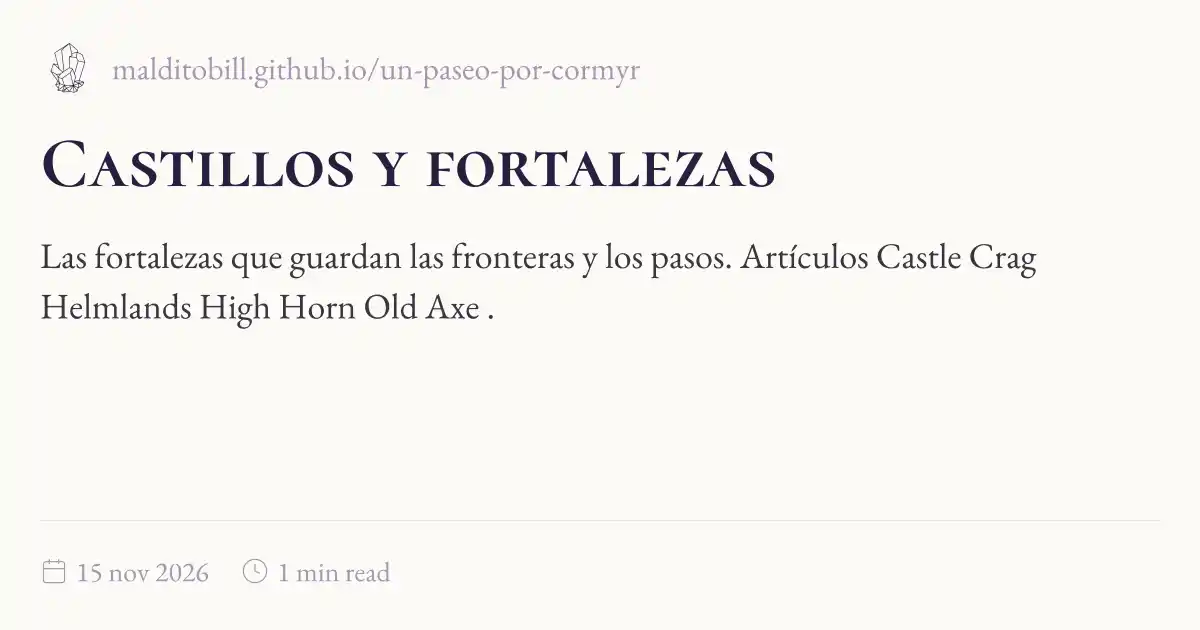 malditobill.github.io/un-paseo-por-cormyr
Castillos y fortalezas
Las fortalezas que guardan las fronteras y los pasos. Artículos Castle Crag
Helmlands High Horn Old Axe .
15 nov 2026 1 min read